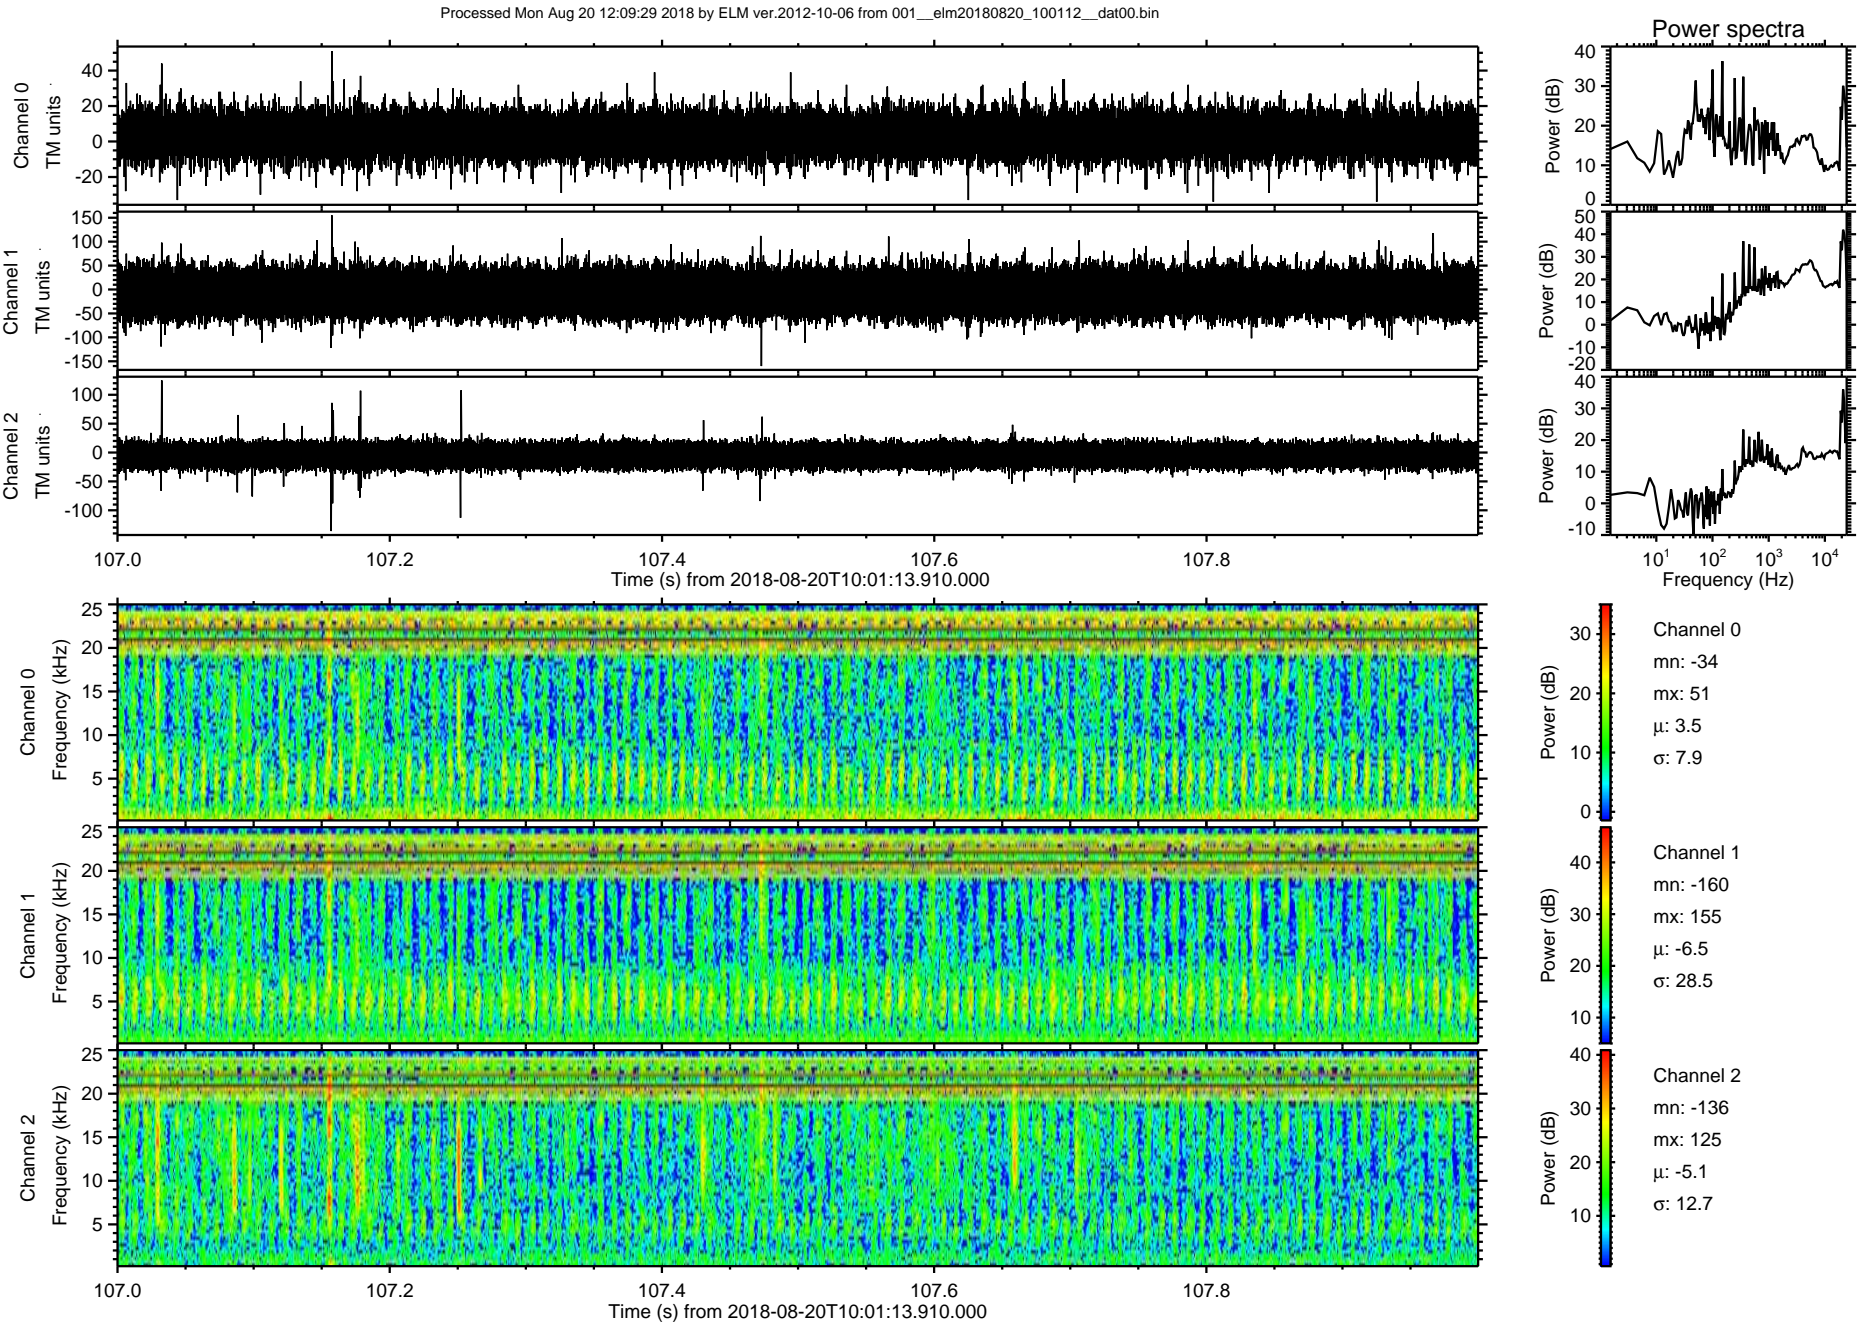 Processed Mon Aug 20 12:09:29 2018 by ELM ver.2012-10-06 from 001__elm20180820_100112__dat00.bin
Power spectra
Channel 0
TM units
40
20
0
-20
Power (dB)
40
30
20
10
0
Channel 1
TM units
150
100
50
0
-50
-100
-150
Power (dB)
50
40
30
20
10
0
-10
-20
Channel 2
TM units
100
50
0
-50
-100
Power (dB)
40
30
20
10
0
-10
107.0 107.2 107.4 107.6 107.8
Time (s) from 2018-08-20T10:01:13.910.000
10^1 10^2 10^3 10^4
Frequency (Hz)
Channel 0
Frequency (kHz)
25
20
15
10
5
Power (dB)
30
20
10
0
Channel 0
mn: -34
mx: 51
μ: 3.5
σ: 7.9
Channel 1
Frequency (kHz)
25
20
15
10
5
Power (dB)
40
30
20
10
Channel 1
mn: -160
mx: 155
μ: -6.5
σ: 28.5
Channel 2
Frequency (kHz)
25
20
15
10
5
Power (dB)
40
30
20
10
Channel 2
mn: -136
mx: 125
μ: -5.1
σ: 12.7
107.0 107.2 107.4 107.6 107.8
Time (s) from 2018-08-20T10:01:13.910.000